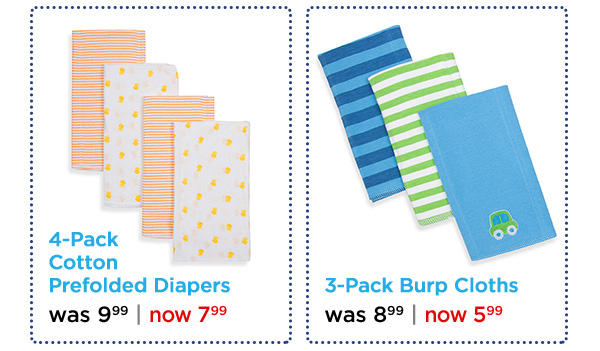 4-Pack
Cotton
Prefolded Diapers
was 9⁹⁹ | now 7⁹⁹
3-Pack Burp Cloths
was 8⁹⁹ | now 5⁹⁹